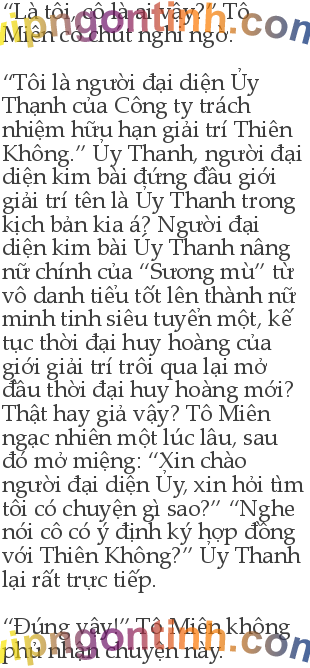 “Là tôi, cô là ai vậy?” Tô
Miên có chút nghi ngờ.
“Tôi là người đại diện Ủy
Thạnh của Công ty trách
nhiệm hữu hạn giải trí Thiên
Không.” Ủy Thanh, người đại
diện kim bài đứng đầu giới
giải trí tên là Ủy Thanh trong
kịch bản kia á? Người đại
diện kim bài Ủy Thanh nâng
nữ chính của “Sương mù” từ
vô danh tiểu tốt lên thành nữ
minh tinh siêu tuyến một, kế
tục thời đại huy hoàng của
giới giải trí trôi qua lại mở
đầu thời đại huy hoàng mới?
Thật hay giả vậy? Tô Miên
ngạc nhiên một lúc lâu, sau
đó mở miệng: “Xin chào
người đại diện Ủy, xin hỏi tìm
tôi có chuyện gì sao?” “Nghe
nói cô có ý định ký hợp đồng
với Thiên Không?” Ủy Thanh
lại rất trực tiếp.
“Đúng vậy!” Tô Miên không
phủ nhận chuyện này.
vipngontinh.com